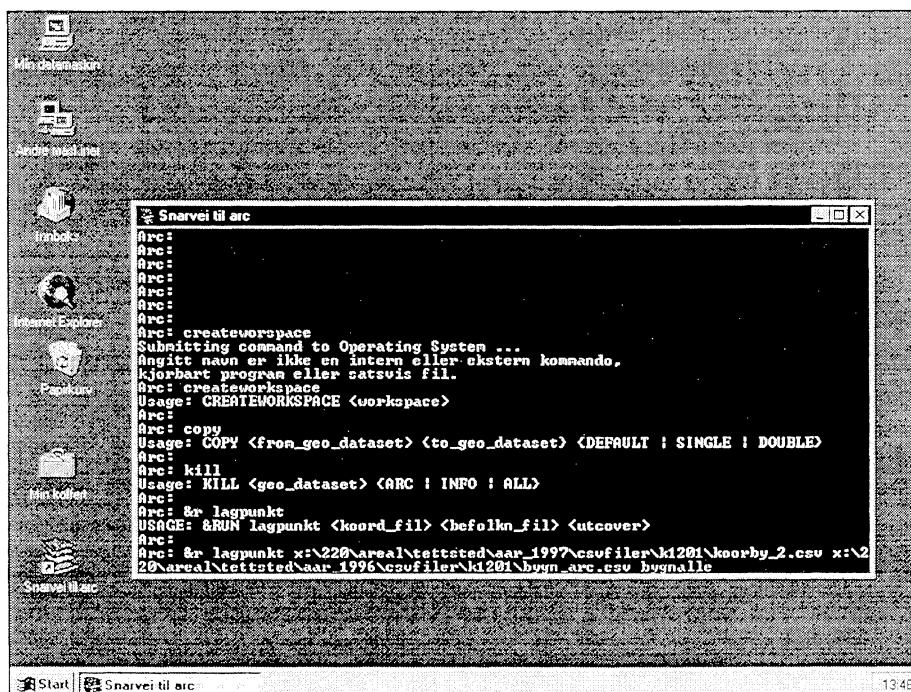 Min datamaskin
Andre maskiner
Innboks
Internet Explorer
Papirkurv
Min koffert
Snarvei til arc
Snarvei til arc
Arc:
Arc:
Arc:
Arc:
Arc:
Arc:
Arc:
Arc: createworspace
Submitting command to Operating System ...
Angitt navn er ikke en intern eller ekstern kommando,
kjorbart program eller satsvis fil.
Arc: createworkspace
Usage: CREATEWORKSPACE <workspace>
Arc:
Arc: copy
Usage: COPY <from_geo_dataset> <to_geo_dataset> {DEFAULT | SINGLE | DOUBLE}
Arc:
Arc: kill
Usage: KILL <geo_dataset> {ARC | INFO | ALL}
Arc:
Arc: &r lagpunkt
USAGE: &RUN lagpunkt <koord_fil> <befolkn_fil> <utcover>
Arc:
Arc: &r lagpunkt x:\220\areal\tettsted\aar_1997\csvfiler\k1201\koorby_2.csv x:\2
20\areal\tettsted\aar_1996\csvfiler\k1201\bygn_arc.csv bygnalle
Start
Snarvei til arc
13:46